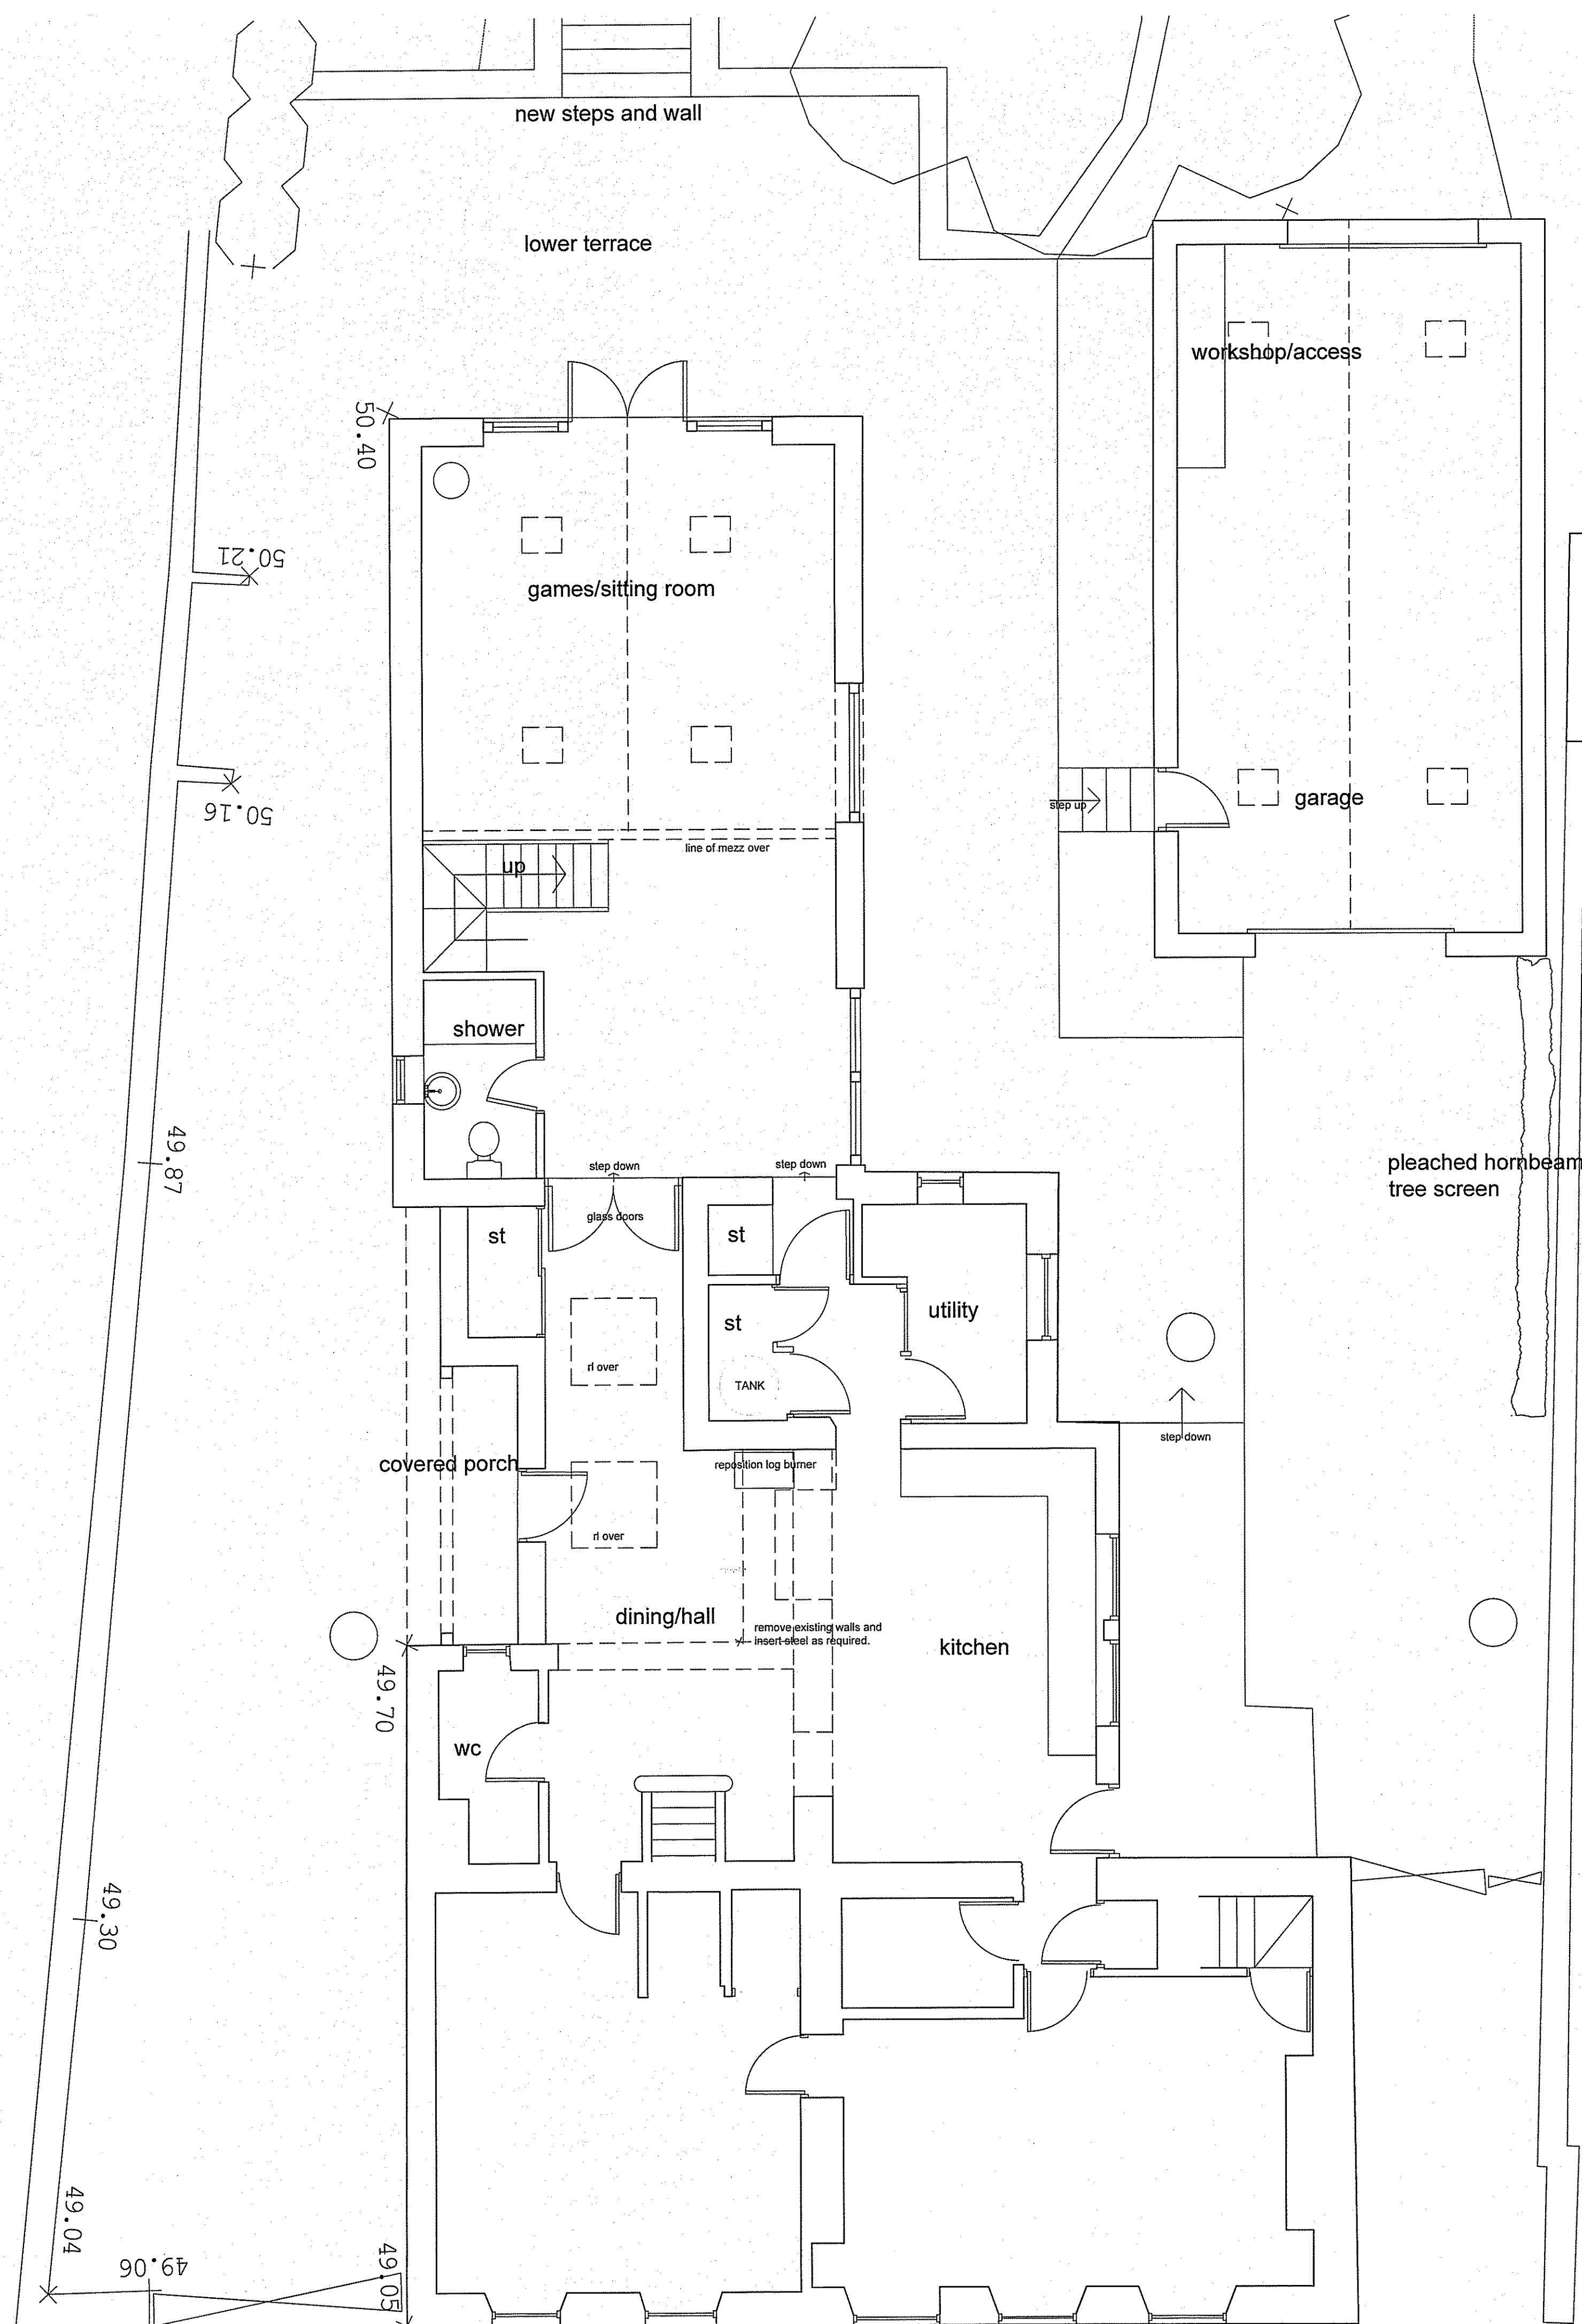 new steps and wall
lower terrace
workshop/access
50.40
games/sitting room
50.21
50.16
garage
step up
line of mezz over
up
shower
49.87
pleached hornbeam
tree screen
step down
step down
glass doors
st
st
st
utility
rl over
TANK
step down
covered porch
reposition log burner
rl over
dining/hall
remove existing walls and
insert steel as required.
kitchen
49.70
wc
49.30
49.04
49.06
49.05